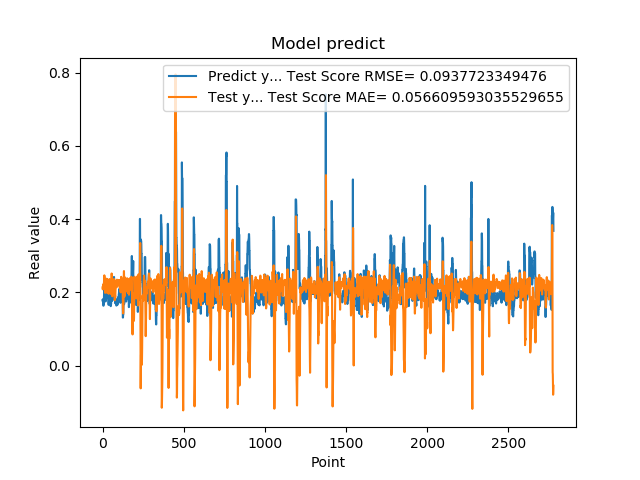 Model predict
Predict y... Test Score RMSE= 0.0937723349476
Test y... Test Score MAE= 0.056609593035529655
0.8
0.6
0.4
0.2
0.0
Real value
0 500 1000 1500 2000 2500
Point